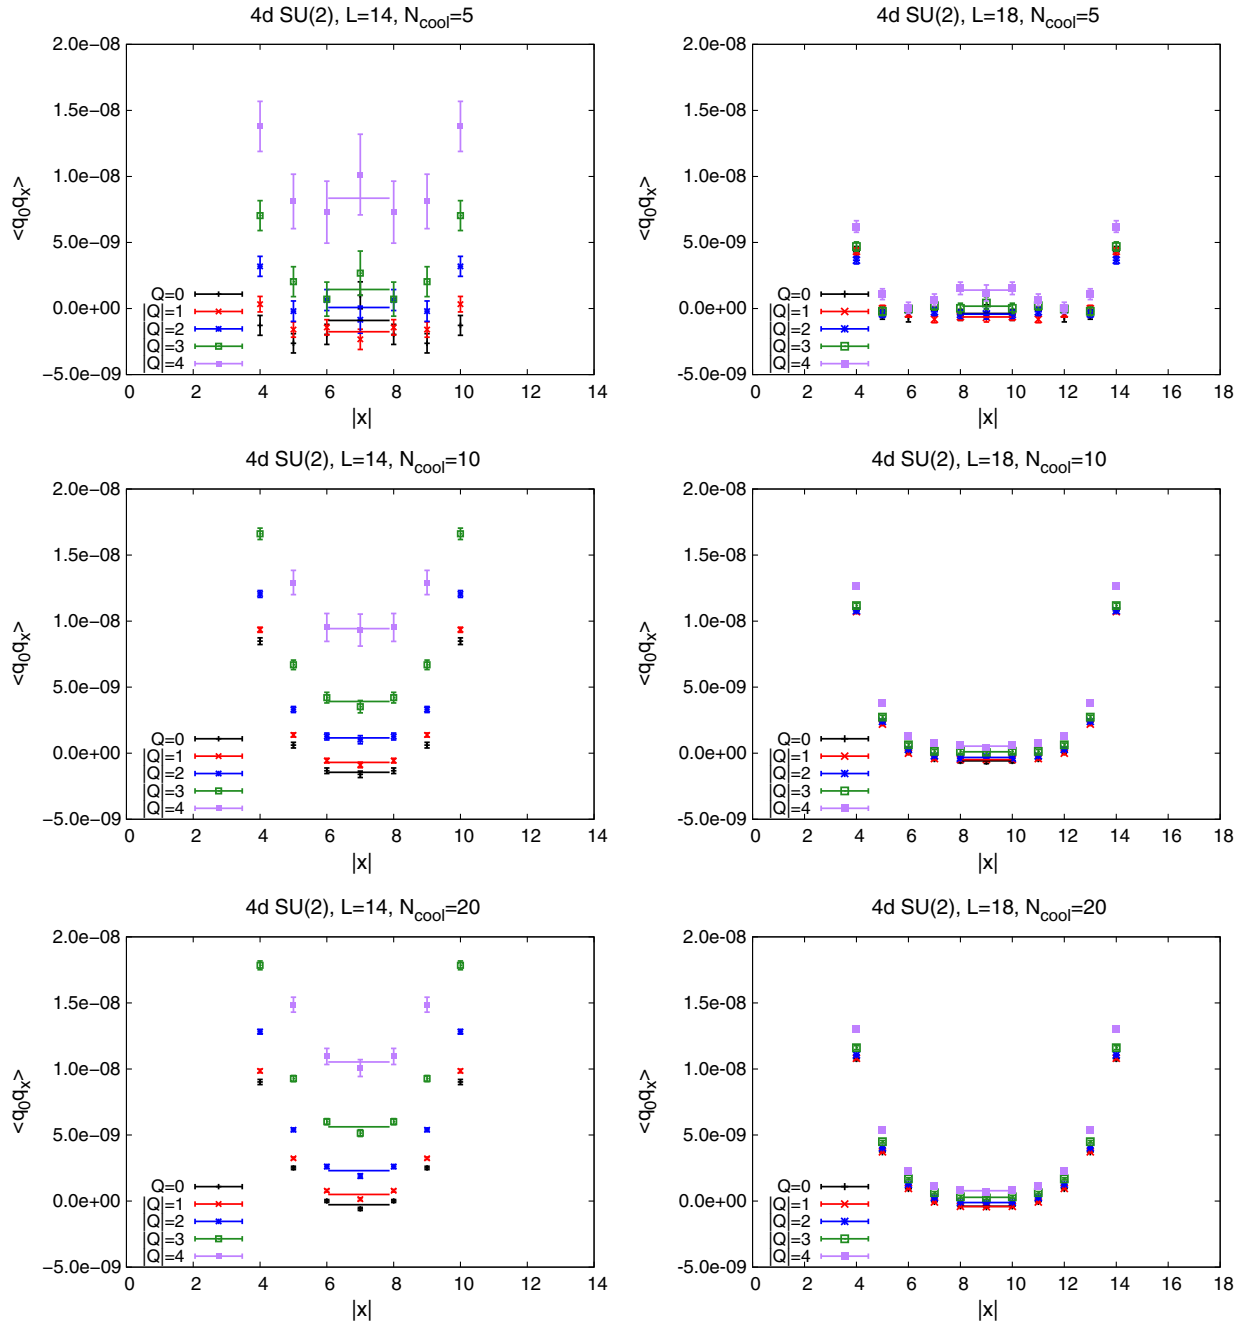 4d SU(2), L=14, N_cool=5
2.0e−08
1.5e−08
1.0e−08
5.0e−09
0.0e+00
−5.0e−09
<q_0q_x>
Q=0
|Q|=1
|Q|=2
|Q|=3
|Q|=4
0 2 4 6 8 10 12 14
|x|
4d SU(2), L=18, N_cool=5
2.0e-08
1.5e-08
1.0e-08
5.0e-09
0.0e+00
-5.0e-09
<q_0q_x>
Q=0
|Q|=1
|Q|=2
|Q|=3
|Q|=4
0 2 4 6 8 10 12 14 16 18
|x|
4d SU(2), L=14, N_cool=10
2.0e−08
1.5e−08
1.0e−08
5.0e−09
0.0e+00
−5.0e−09
<q_0q_x>
Q=0
|Q|=1
|Q|=2
|Q|=3
|Q|=4
0 2 4 6 8 10 12 14
|x|
4d SU(2), L=18, N_cool=10
2.0e-08
1.5e-08
1.0e-08
5.0e-09
0.0e+00
-5.0e-09
<q_0q_x>
Q=0
|Q|=1
|Q|=2
|Q|=3
|Q|=4
0 2 4 6 8 10 12 14 16 18
|x|
4d SU(2), L=14, N_cool=20
2.0e−08
1.5e−08
1.0e−08
5.0e−09
0.0e+00
−5.0e−09
<q_0q_x>
Q=0
|Q|=1
|Q|=2
|Q|=3
|Q|=4
0 2 4 6 8 10 12 14
|x|
4d SU(2), L=18, N_cool=20
2.0e-08
1.5e-08
1.0e-08
5.0e-09
0.0e+00
-5.0e-09
<q_0q_x>
Q=0
|Q|=1
|Q|=2
|Q|=3
|Q|=4
0 2 4 6 8 10 12 14 16 18
|x|